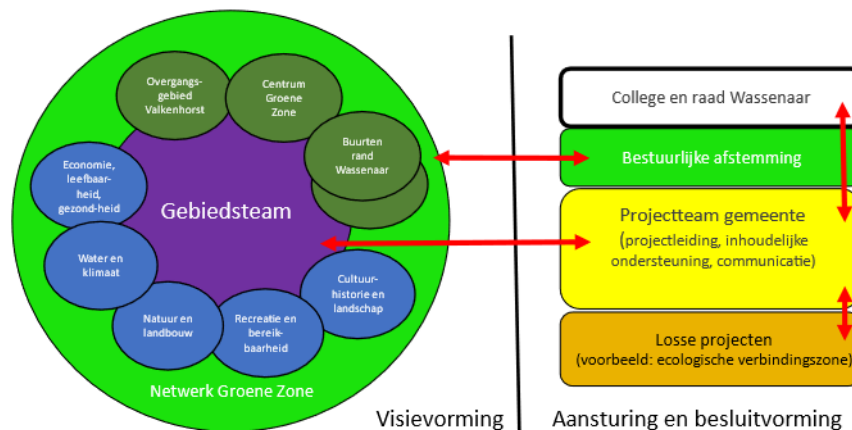 Overgangs-
gebied
Valkenhorst
Centrum
Groene
Zone
Buurten
rand
Wassenaar
Economie,
leefbaar-
heid,
gezond-heid
Gebiedsteam
Water en
klimaat
Cultuur-
historie en
landschap
Natuur en
landbouw
Recreatie en
bereik-
baarheid
Netwerk Groene Zone
Visievorming
College en raad Wassenaar
Bestuurlijke afstemming
Projectteam gemeente
(projectleiding, inhoudelijke
ondersteuning, communicatie)
Losse projecten
(voorbeeld: ecologische verbindingszone)
Aansturing en besluitvorming